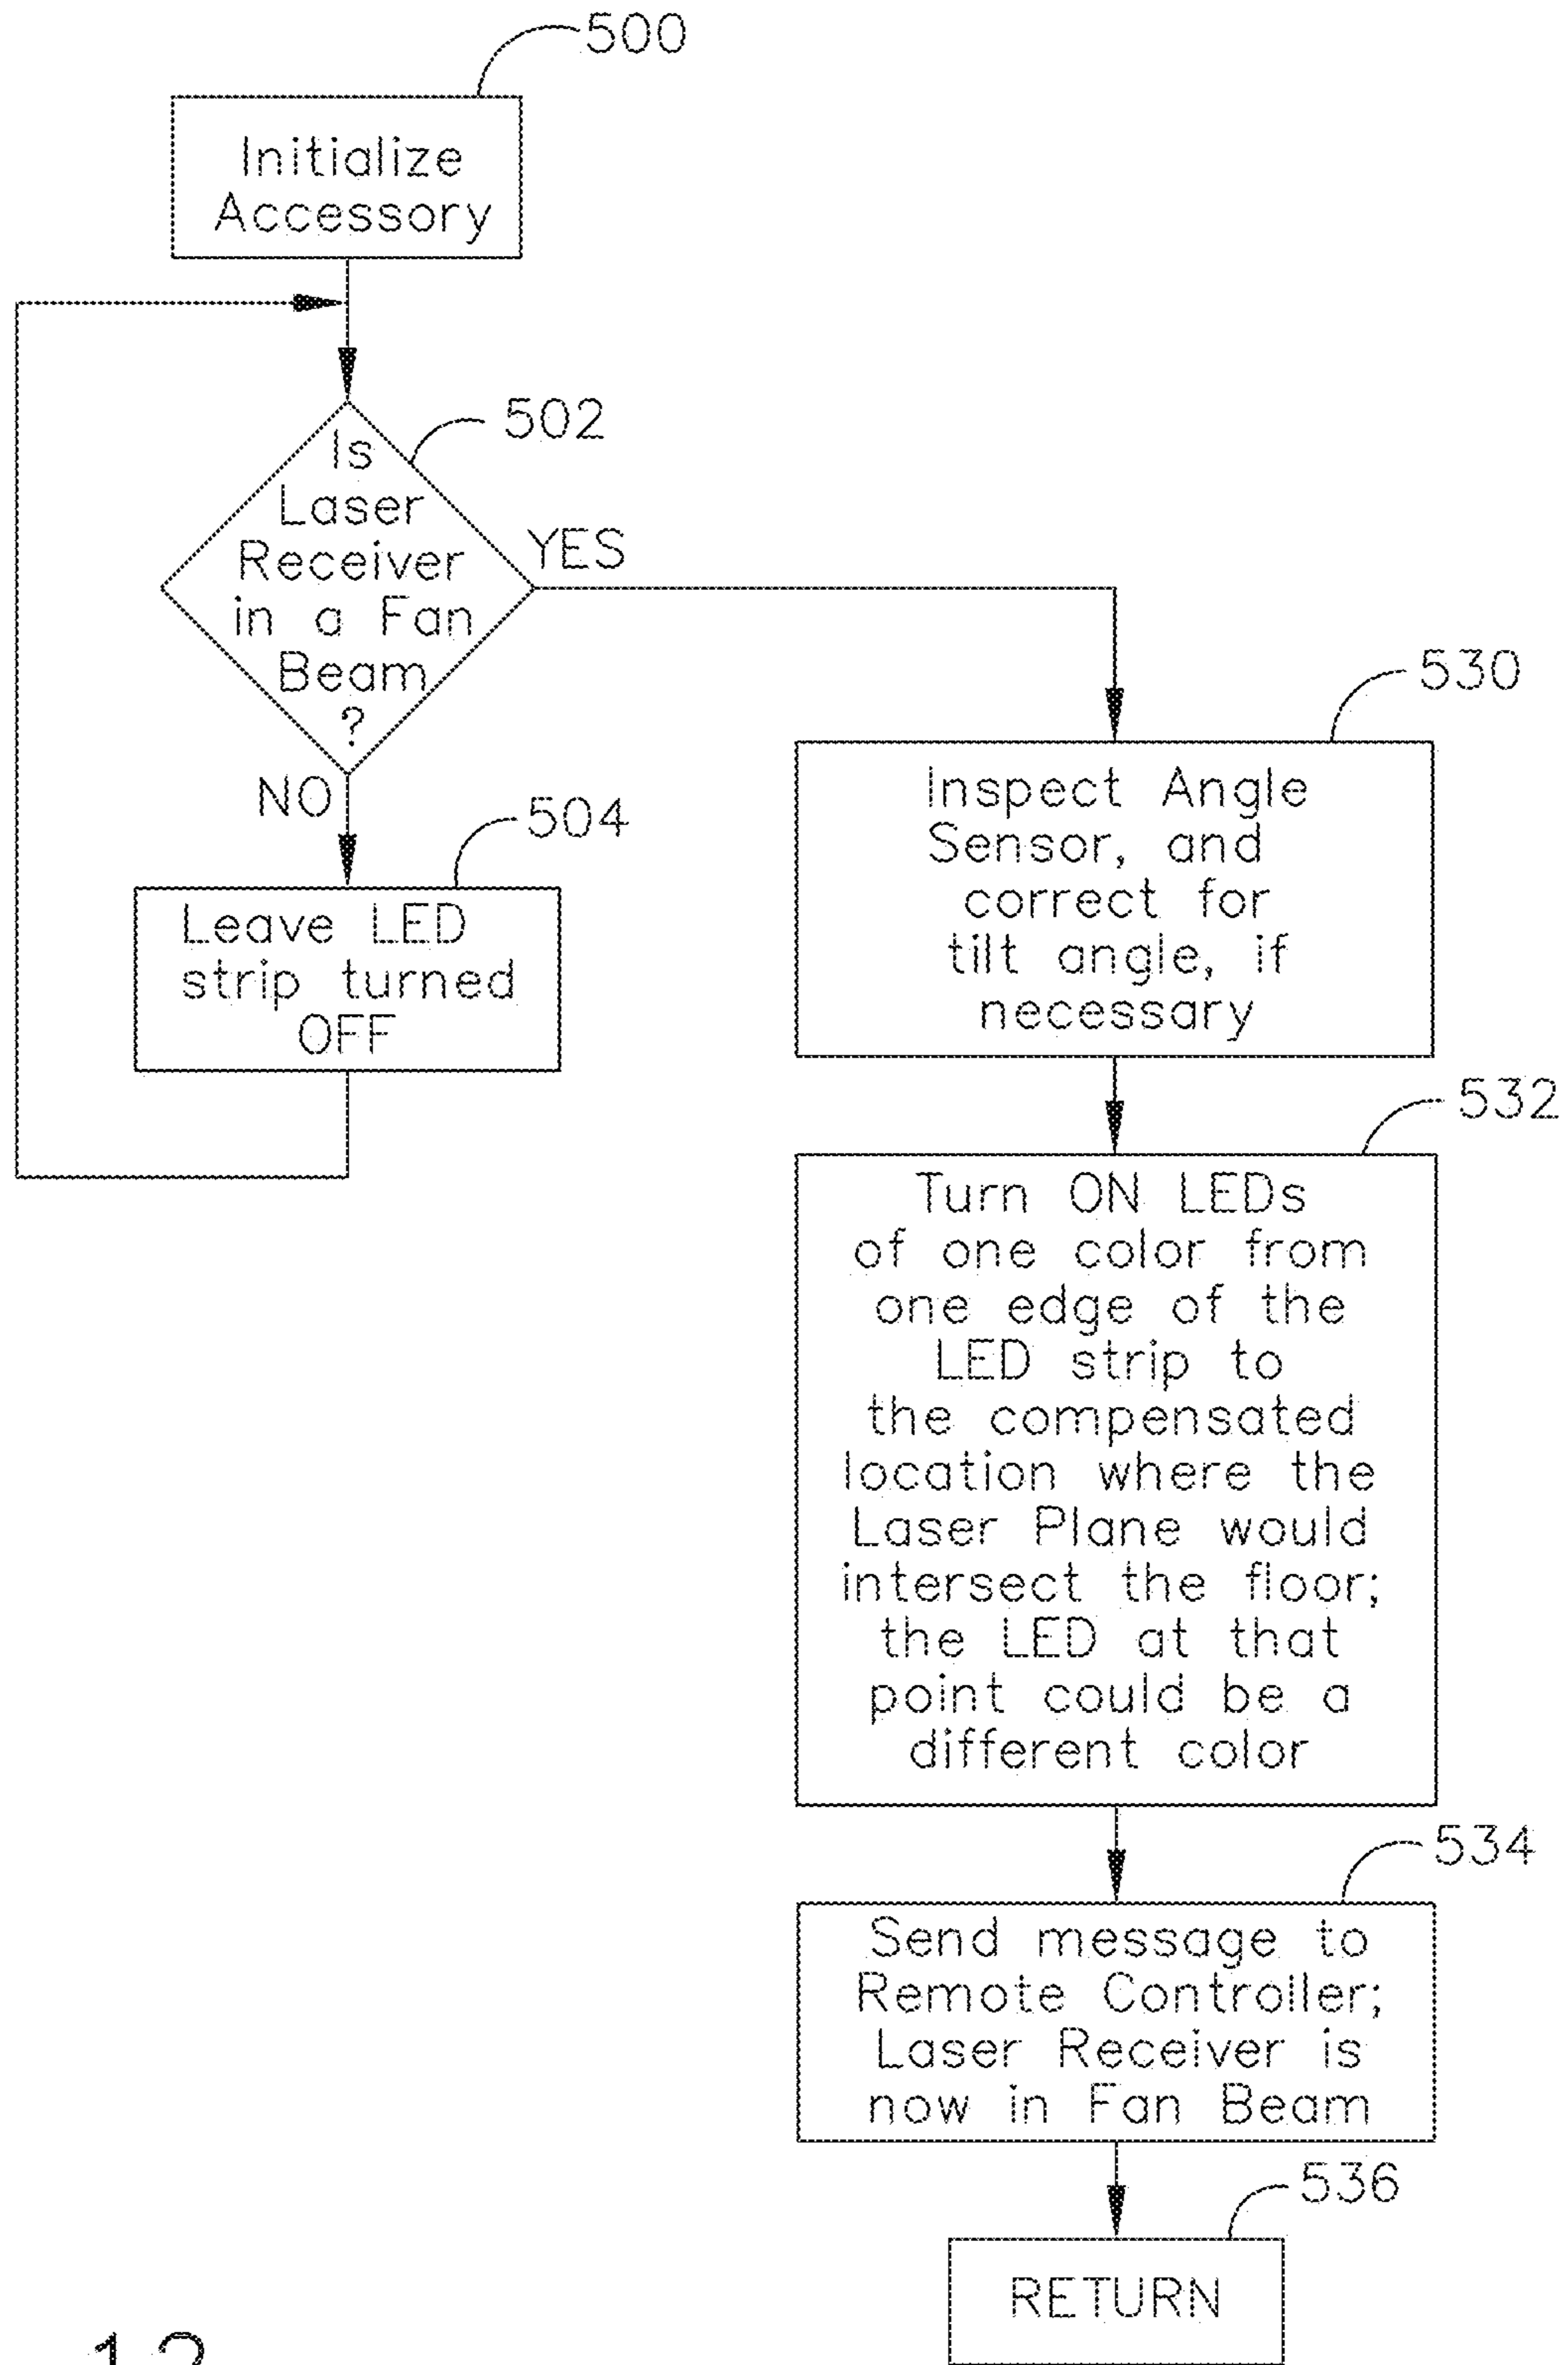 500
Initialize
Accessory
502
Is
Laser
Receiver
in a Fan
Beam
?
YES
NO
504
Leave LED
strip turned
OFF
530
Inspect Angle
Sensor, and
correct for
tilt angle, if
necessary
532
Turn ON LEDs
of one color from
one edge of the
LED strip to
the compensated
location where the
Laser Plane would
intersect the floor;
the LED at that
point could be a
different color
534
Send message to
Remote Controller;
Laser Receiver is
now in Fan Beam
536
RETURN
12